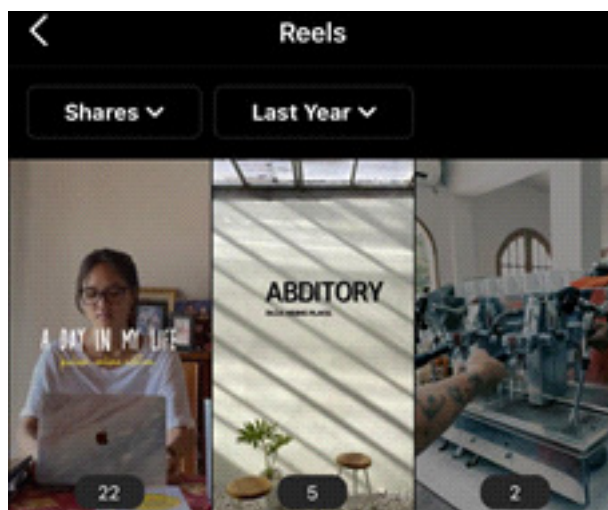 Reels
Shares
Last Year
A DAY IN MY LIFE
ABDITORY
22
5
2